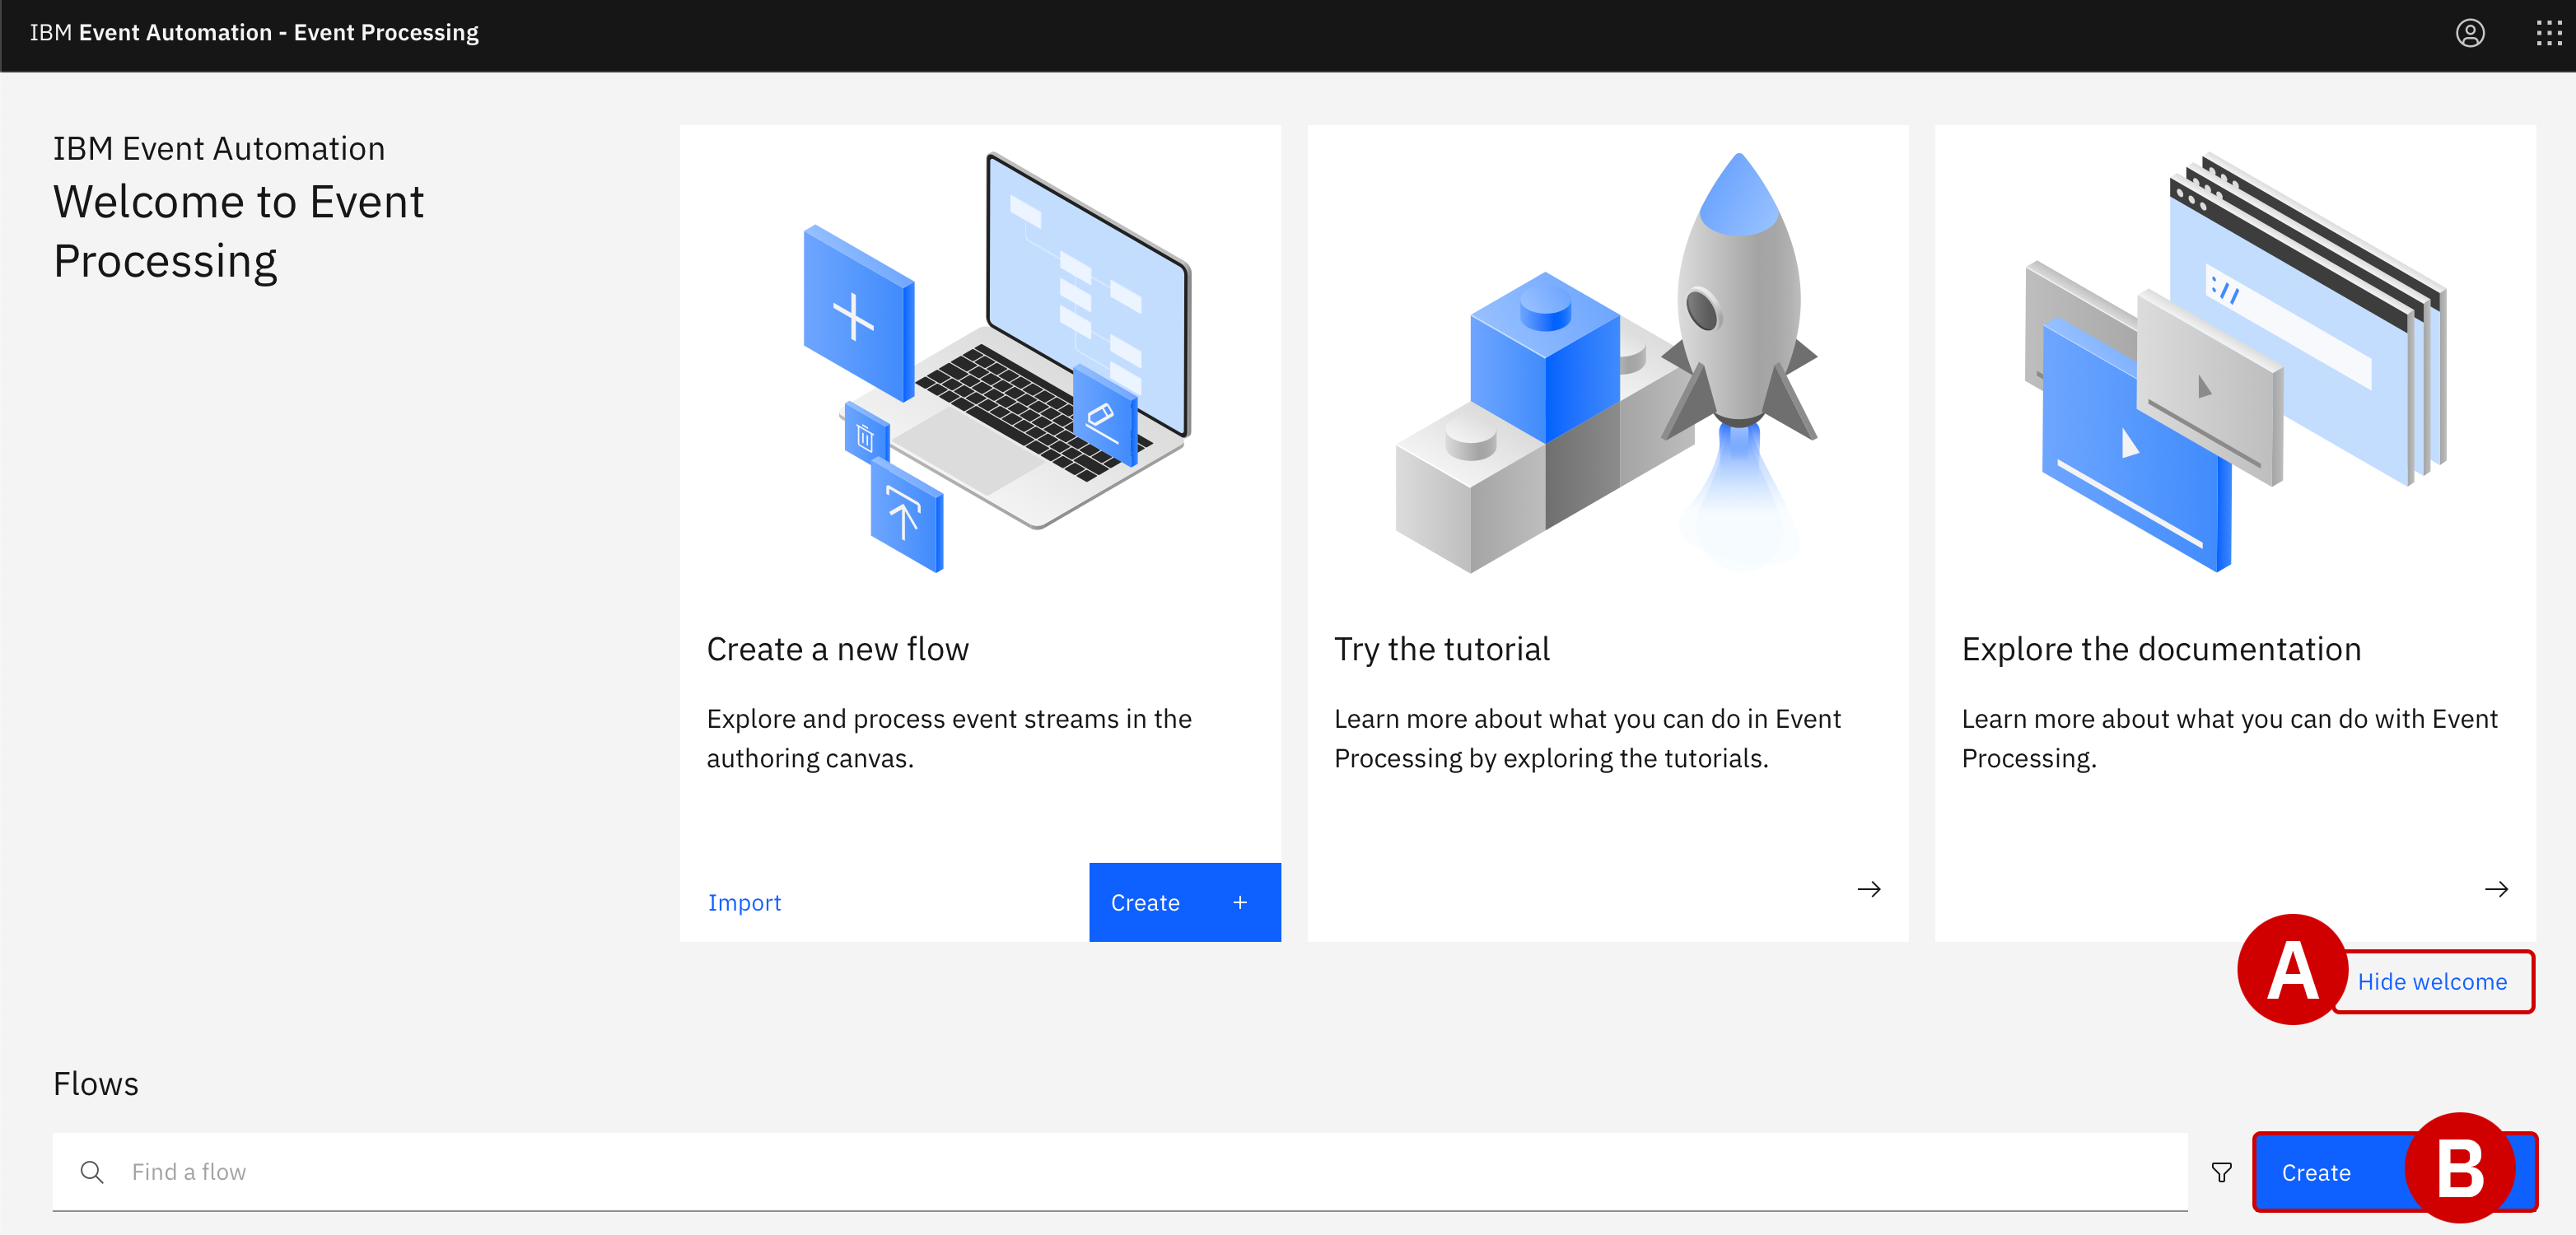 IBM Event Automation - Event Processing
IBM Event Automation
Welcome to Event
Processing
://
Create a new flow
Explore and process event streams in the
authoring canvas.
Import
Create +
Try the tutorial
Learn more about what you can do in Event
Processing by exploring the tutorials.
Explore the documentation
Learn more about what you can do with Event
Processing.
A
Hide welcome
Flows
Find a flow
Create
B